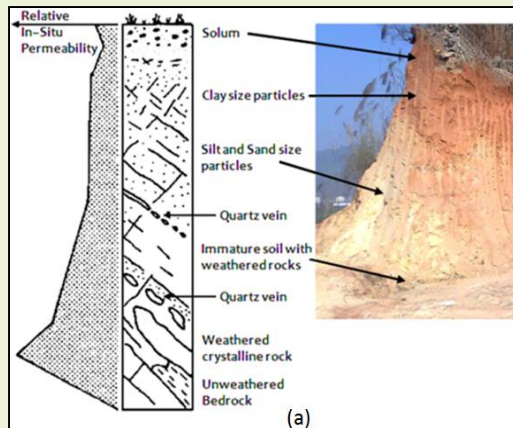 Relative
In-Situ
Permeability
Solum
Clay size particles
Silt and Sand size
particles
Quartz vein
Immature soil with
weathered rocks
Quartz vein
Weathered
crystalline rock
Unweathered
Bedrock
(a)